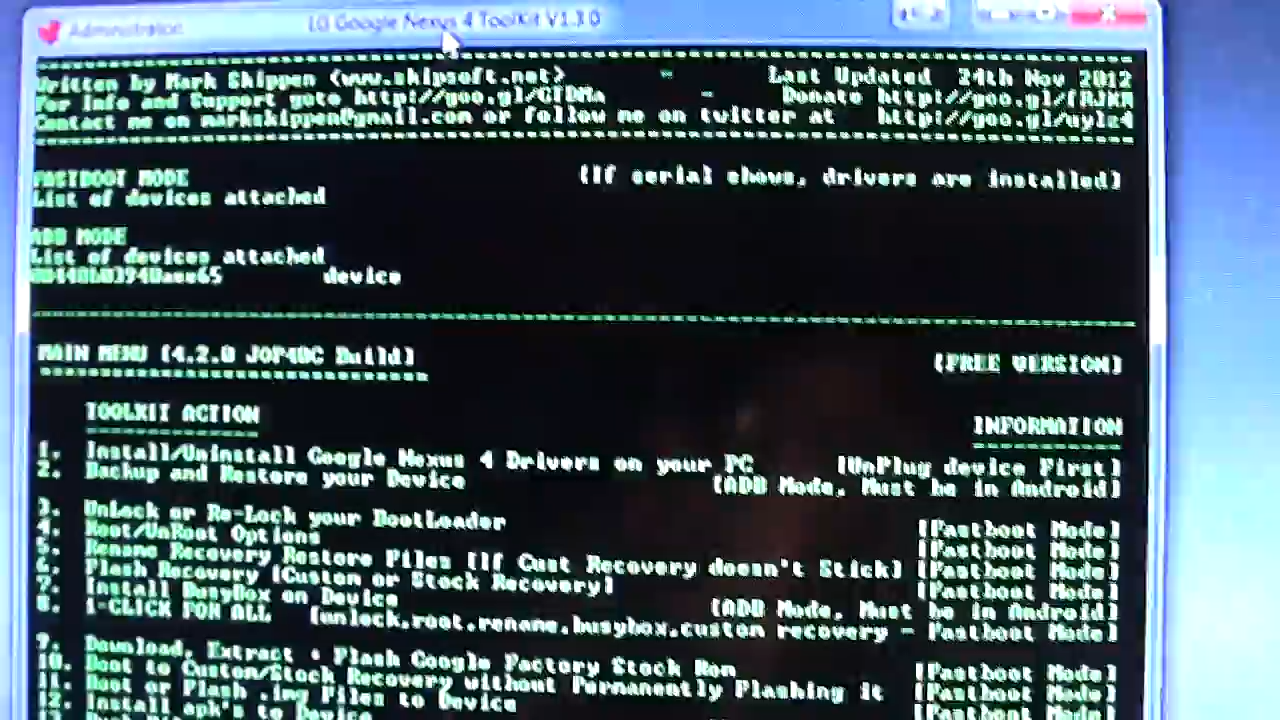 Administration LG Google Nexus 4 ToolKit V1.3.0
Written by Mark Skippen (www.skipsoft.net) - Last Updated 24th Nov 2012
For Info and Support goto - Donate
Contact me on markskippen@gmail.com or follow me on twitter at
FASTBOOT MODE (If serial shows, drivers are installed)
List of devices attached
ADB MODE
List of devices attached
device
MAIN MENU [4.2.0 JOP40C Build] [FREE VERSION]
TOOLKIT ACTION INFORMATION
1. Install/Uninstall Google Nexus 4 Drivers on your PC [UnPlug device First]
2. Backup and Restore your Device [ADB Mode, Must be in Android]
3. UnLock or Re-Lock your BootLoader [Fastboot Mode]
4. Root/UnRoot Options [Fastboot Mode]
5. Rename Recovery Restore Files [If Cust Recovery doesn't Stick] [Fastboot Mode]
6. Flash Recovery [Custom or Stock Recovery] [Fastboot Mode]
7. Install BusyBox on Device [ADB Mode, Must be in Android]
8. 1-CLICK FOR ALL [unlock,root,rename,busybox,custom recovery - Fastboot Mode]
9. Download, Extract + Flash Google Factory Stock Rom [Fastboot Mode]
10. Boot to Custom/Stock Recovery without Permanently Flashing it [Fastboot Mode]
11. Boot or Flash .img Files to Device [Fastboot Mode]
12. Install apk's to Device